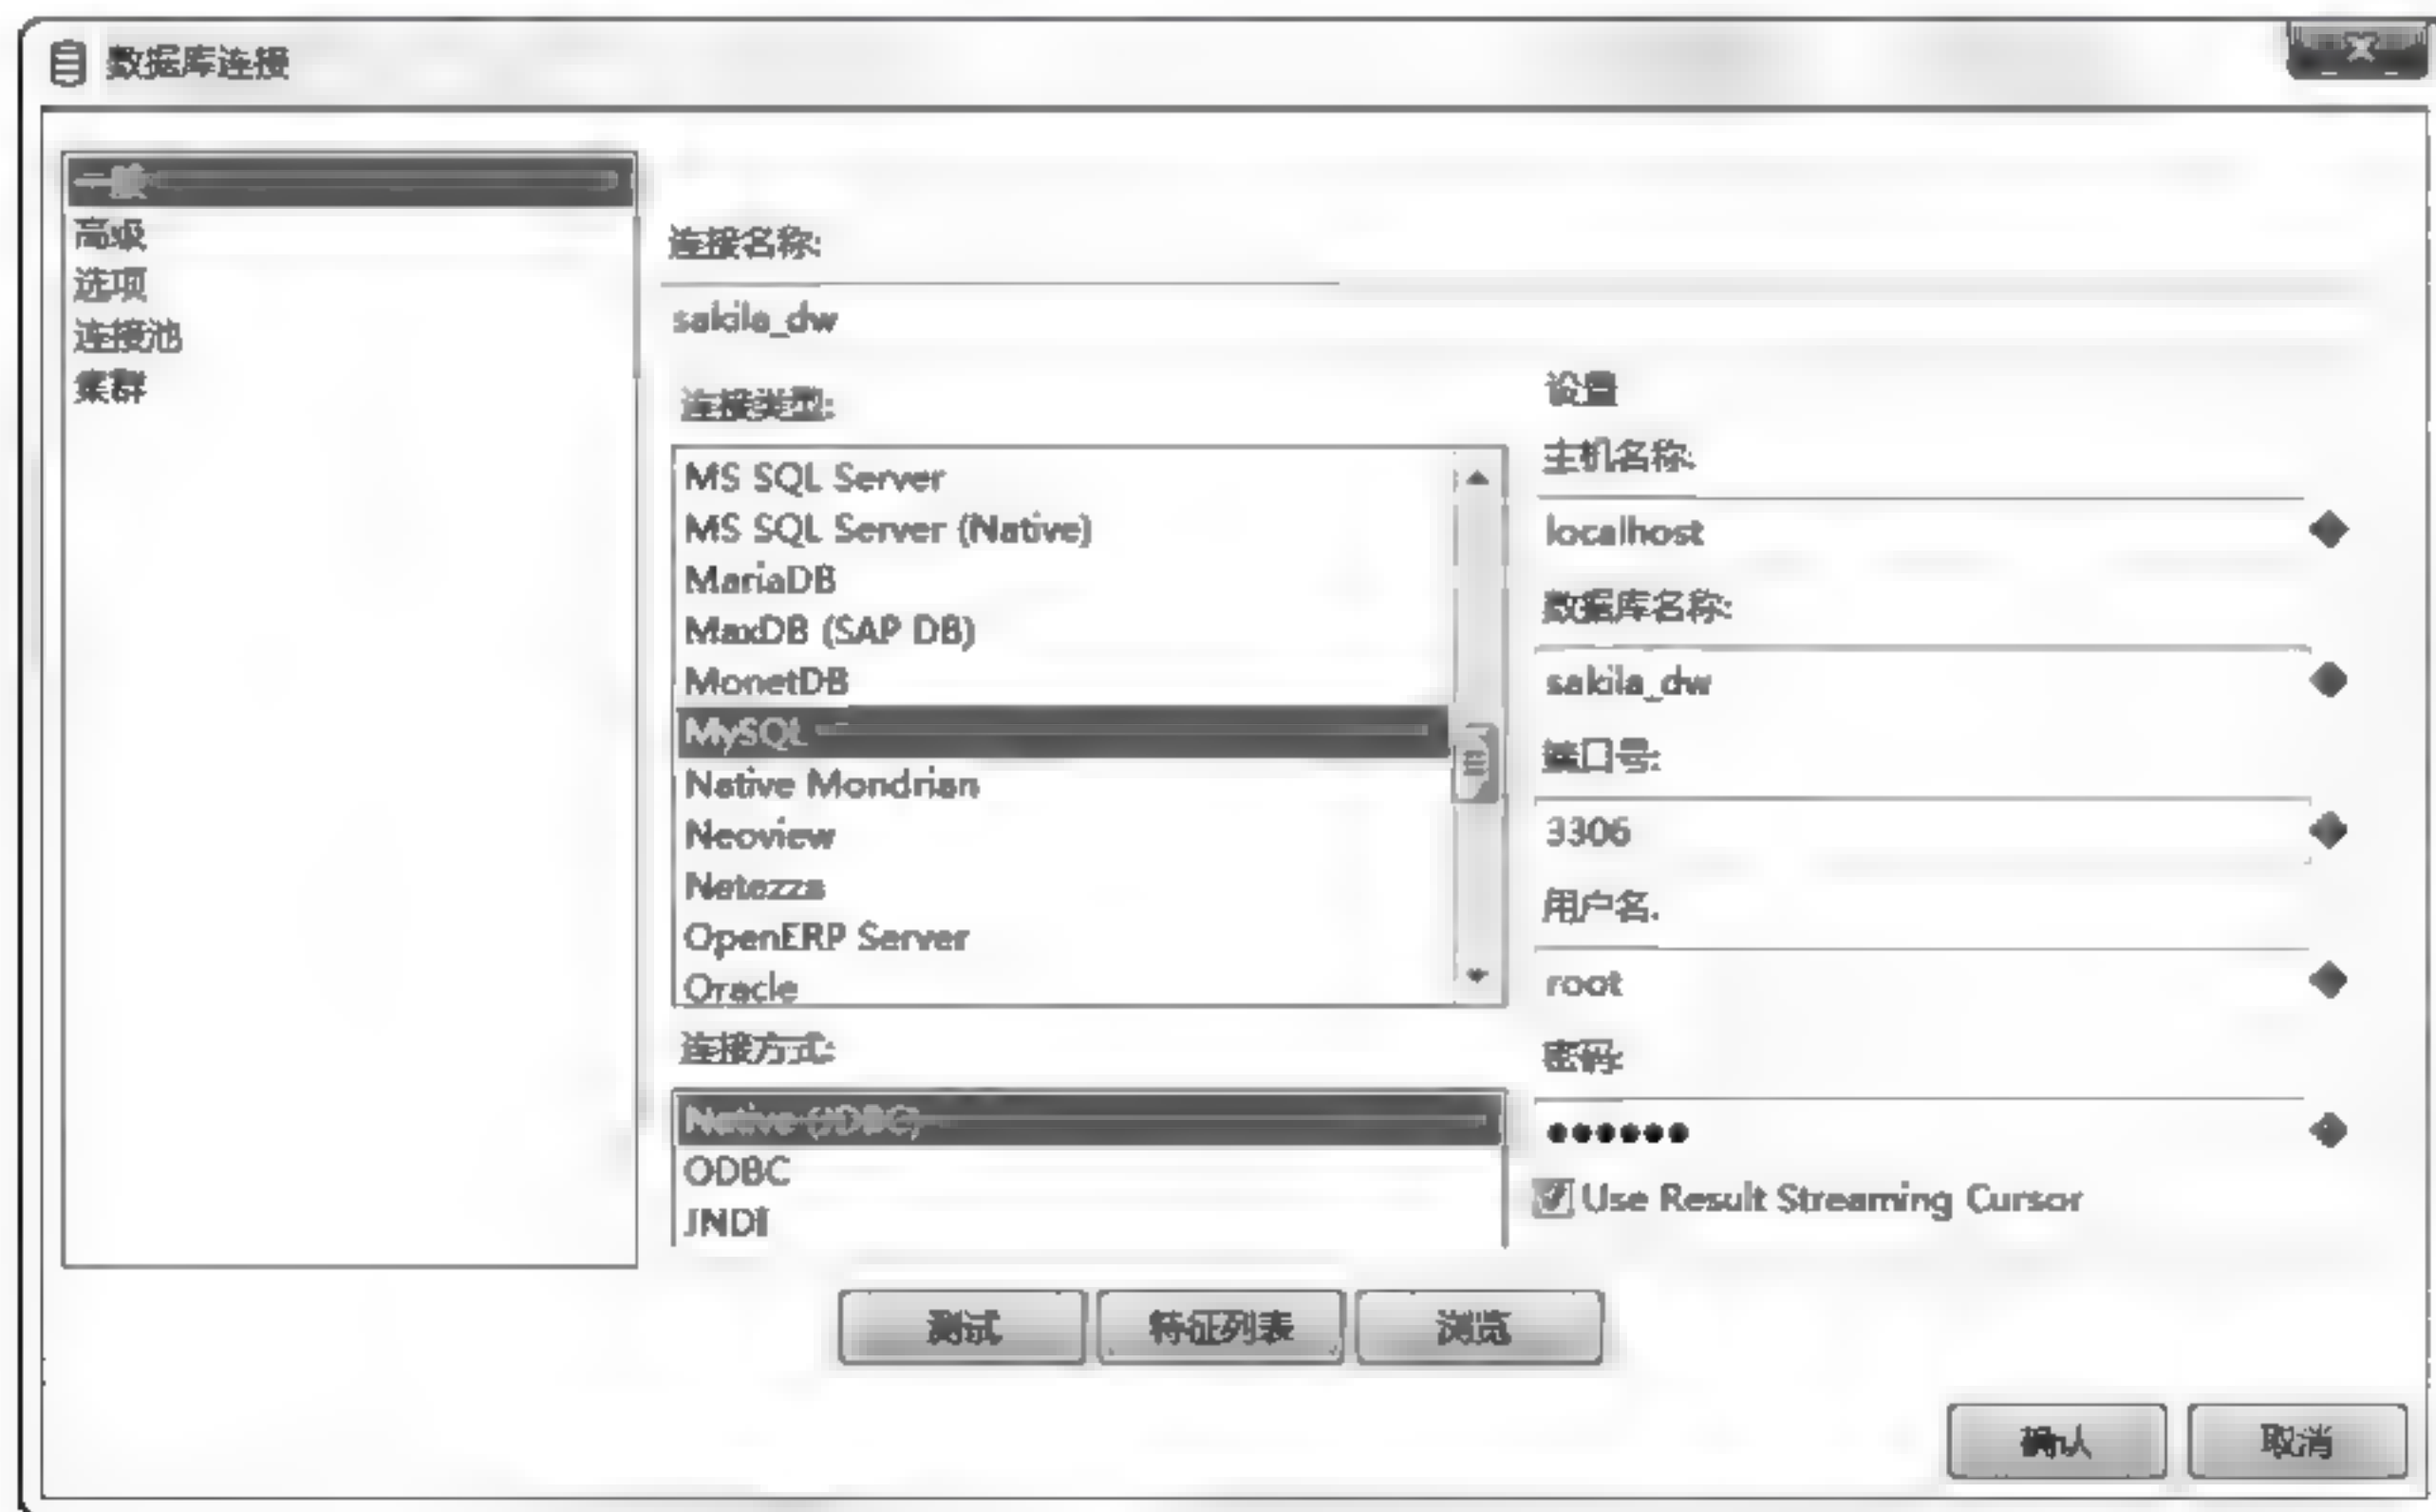 数据库连接
一般
高级
选项
连接池
集群
连接名称:
sakila_dw
连接类型:
MS SQL Server
MS SQL Server (Native)
MariaDB
MaxDB (SAP DB)
MonetDB
MySQL
Native Mondrian
Neoview
Netezza
OpenERP Server
Oracle
连接方式:
Native (JDBC)
ODBC
JNDI
设置
主机名称:
localhost
数据库名称:
sakila_dw
端口号:
3306
用户名:
root
密码:
●●●●●●
Use Result Streaming Cursor
测试 特征列表 浏览
确认 取消